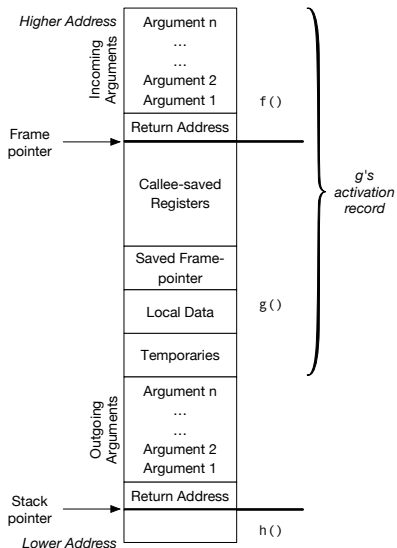 Higher Address
Incoming
Arguments
Argument n
...
...
Argument 2
Argument 1
f()
Return Address
Frame
pointer
Callee-saved
Registers
g's
activation
record
Saved Frame-
pointer
Local Data
g()
Temporaries
Outgoing
Arguments
Argument n
...
...
Argument 2
Argument 1
Return Address
Stack
pointer
h()
Lower Address